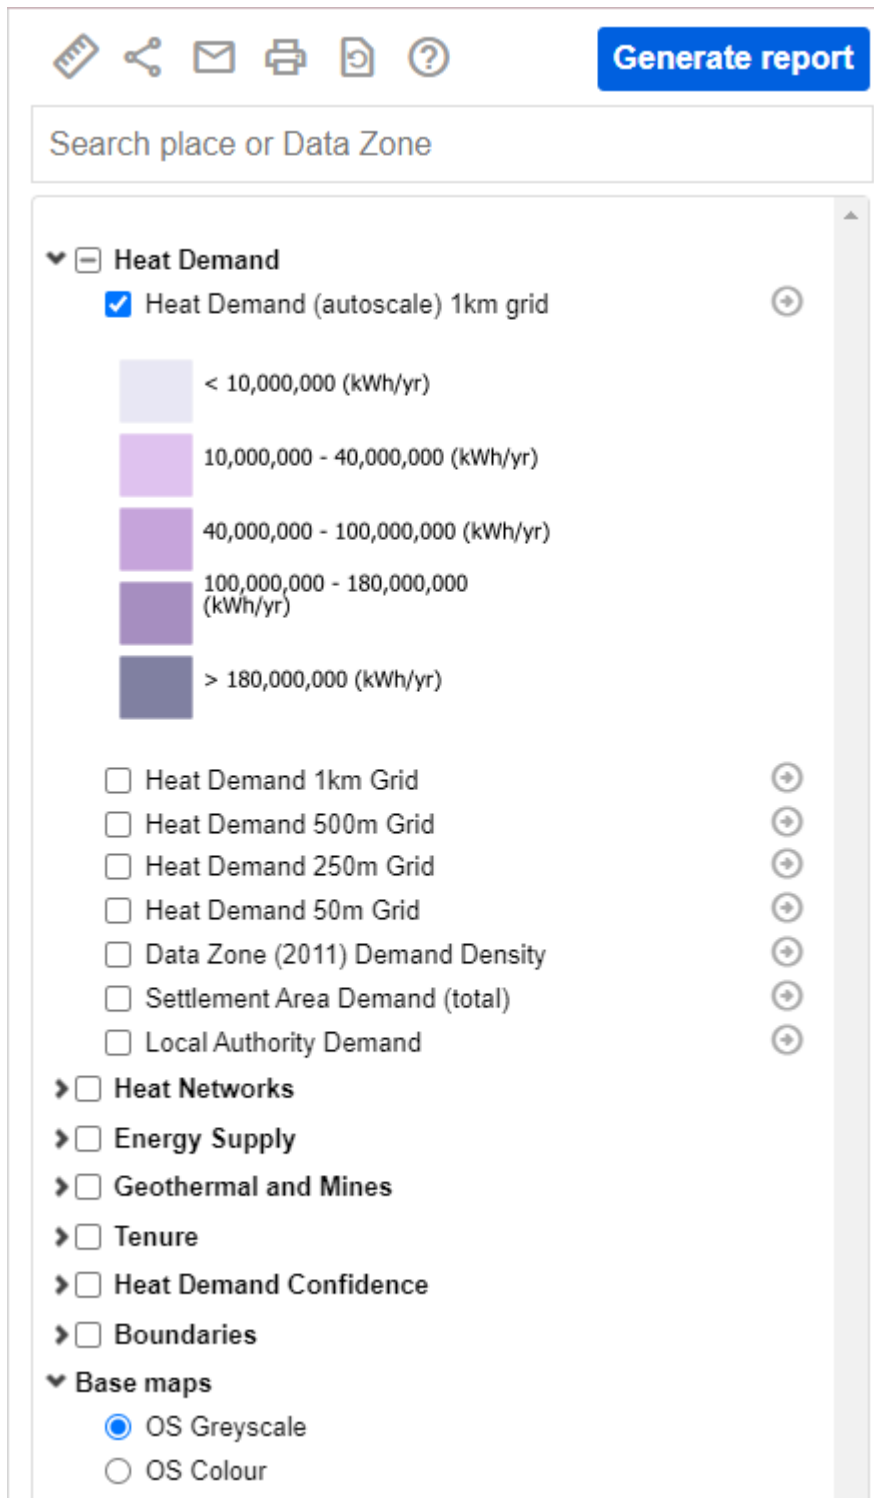 Generate report
Search place or Data Zone
Heat Demand
Heat Demand (autoscale) 1km grid
< 10,000,000 (kWh/yr)
10,000,000 - 40,000,000 (kWh/yr)
40,000,000 - 100,000,000 (kWh/yr)
100,000,000 - 180,000,000
(kWh/yr)
> 180,000,000 (kWh/yr)
Heat Demand 1km Grid
Heat Demand 500m Grid
Heat Demand 250m Grid
Heat Demand 50m Grid
Data Zone (2011) Demand Density
Settlement Area Demand (total)
Local Authority Demand
Heat Networks
Energy Supply
Geothermal and Mines
Tenure
Heat Demand Confidence
Boundaries
Base maps
OS Greyscale
OS Colour